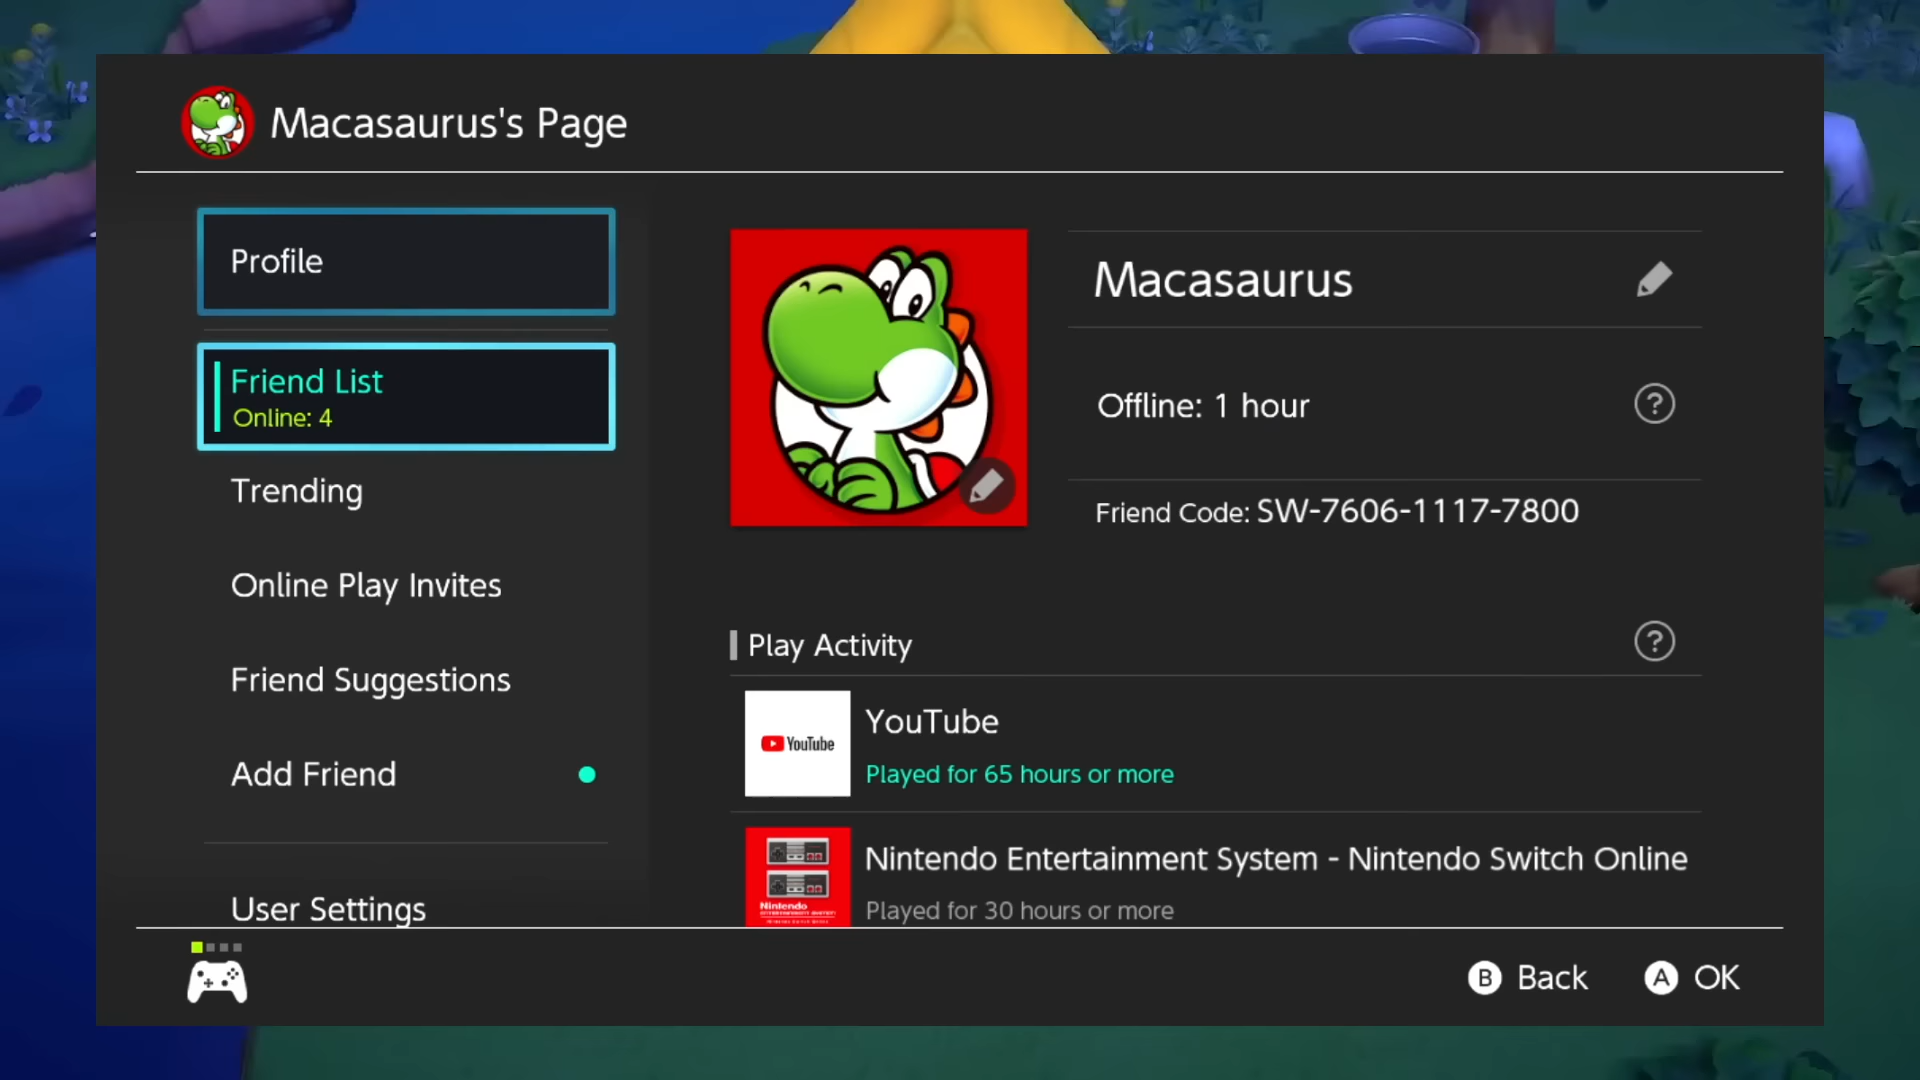 Macasaurus's Page
Profile
Friend List
Online: 4
Trending
Online Play Invites
Friend Suggestions
Add Friend
User Settings
Macasaurus
Offline: 1 hour
?
Friend Code: SW-7606-1117-7800
Play Activity
?
YouTube
YouTube
Played for 65 hours or more
Nintendo
Nintendo Entertainment System - Nintendo Switch Online
Played for 30 hours or more
B Back
A OK